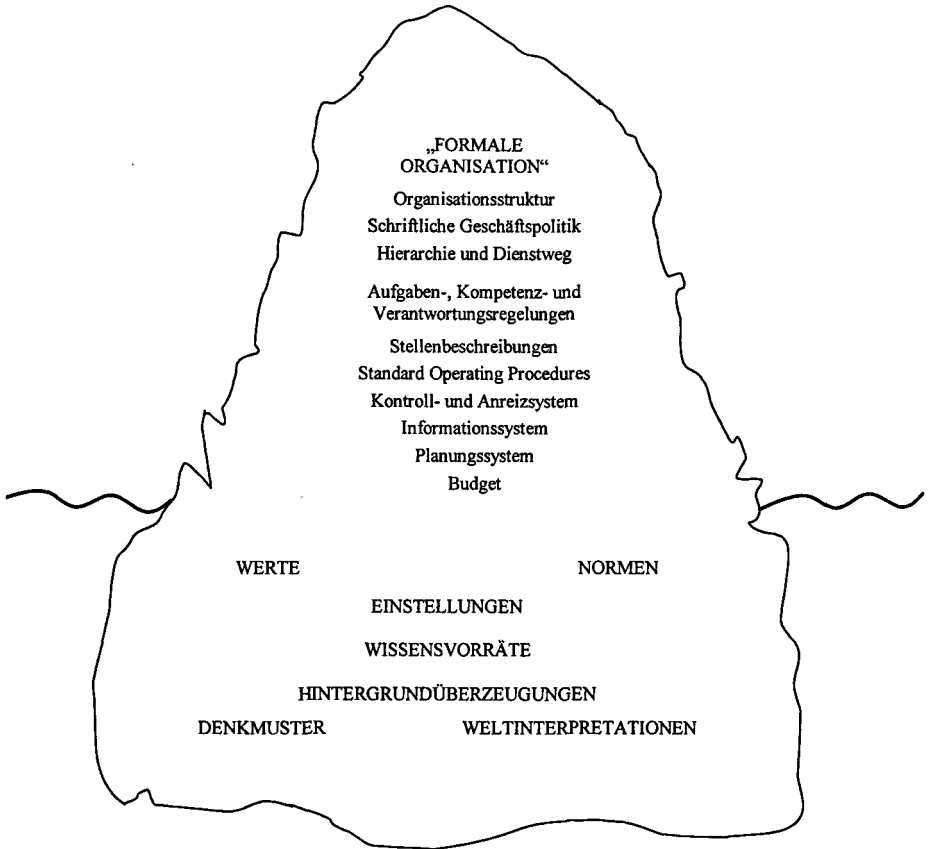 „FORMALE
ORGANISATION“
Organisationsstruktur
Schriftliche Geschäftspolitik
Hierarchie und Dienstweg
Aufgaben-, Kompetenz- und
Verantwortungsregelungen
Stellenbeschreibungen
Standard Operating Procedures
Kontroll- und Anreizsystem
Informationssystem
Planungssystem
Budget
WERTE NORMEN
EINSTELLUNGEN
WISSENSVORRÄTE
HINTERGRUNDÜBERZEUGUNGEN
DENKMUSTER WELTINTERPRETATIONEN